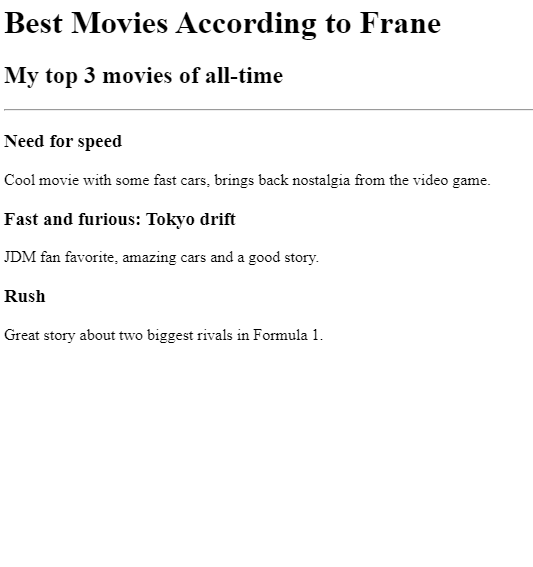 Best Movies According to Frane
My top 3 movies of all-time
Need for speed
Cool movie with some fast cars, brings back nostalgia from the video game.
Fast and furious: Tokyo drift
JDM fan favorite, amazing cars and a good story.
Rush
Great story about two biggest rivals in Formula 1.